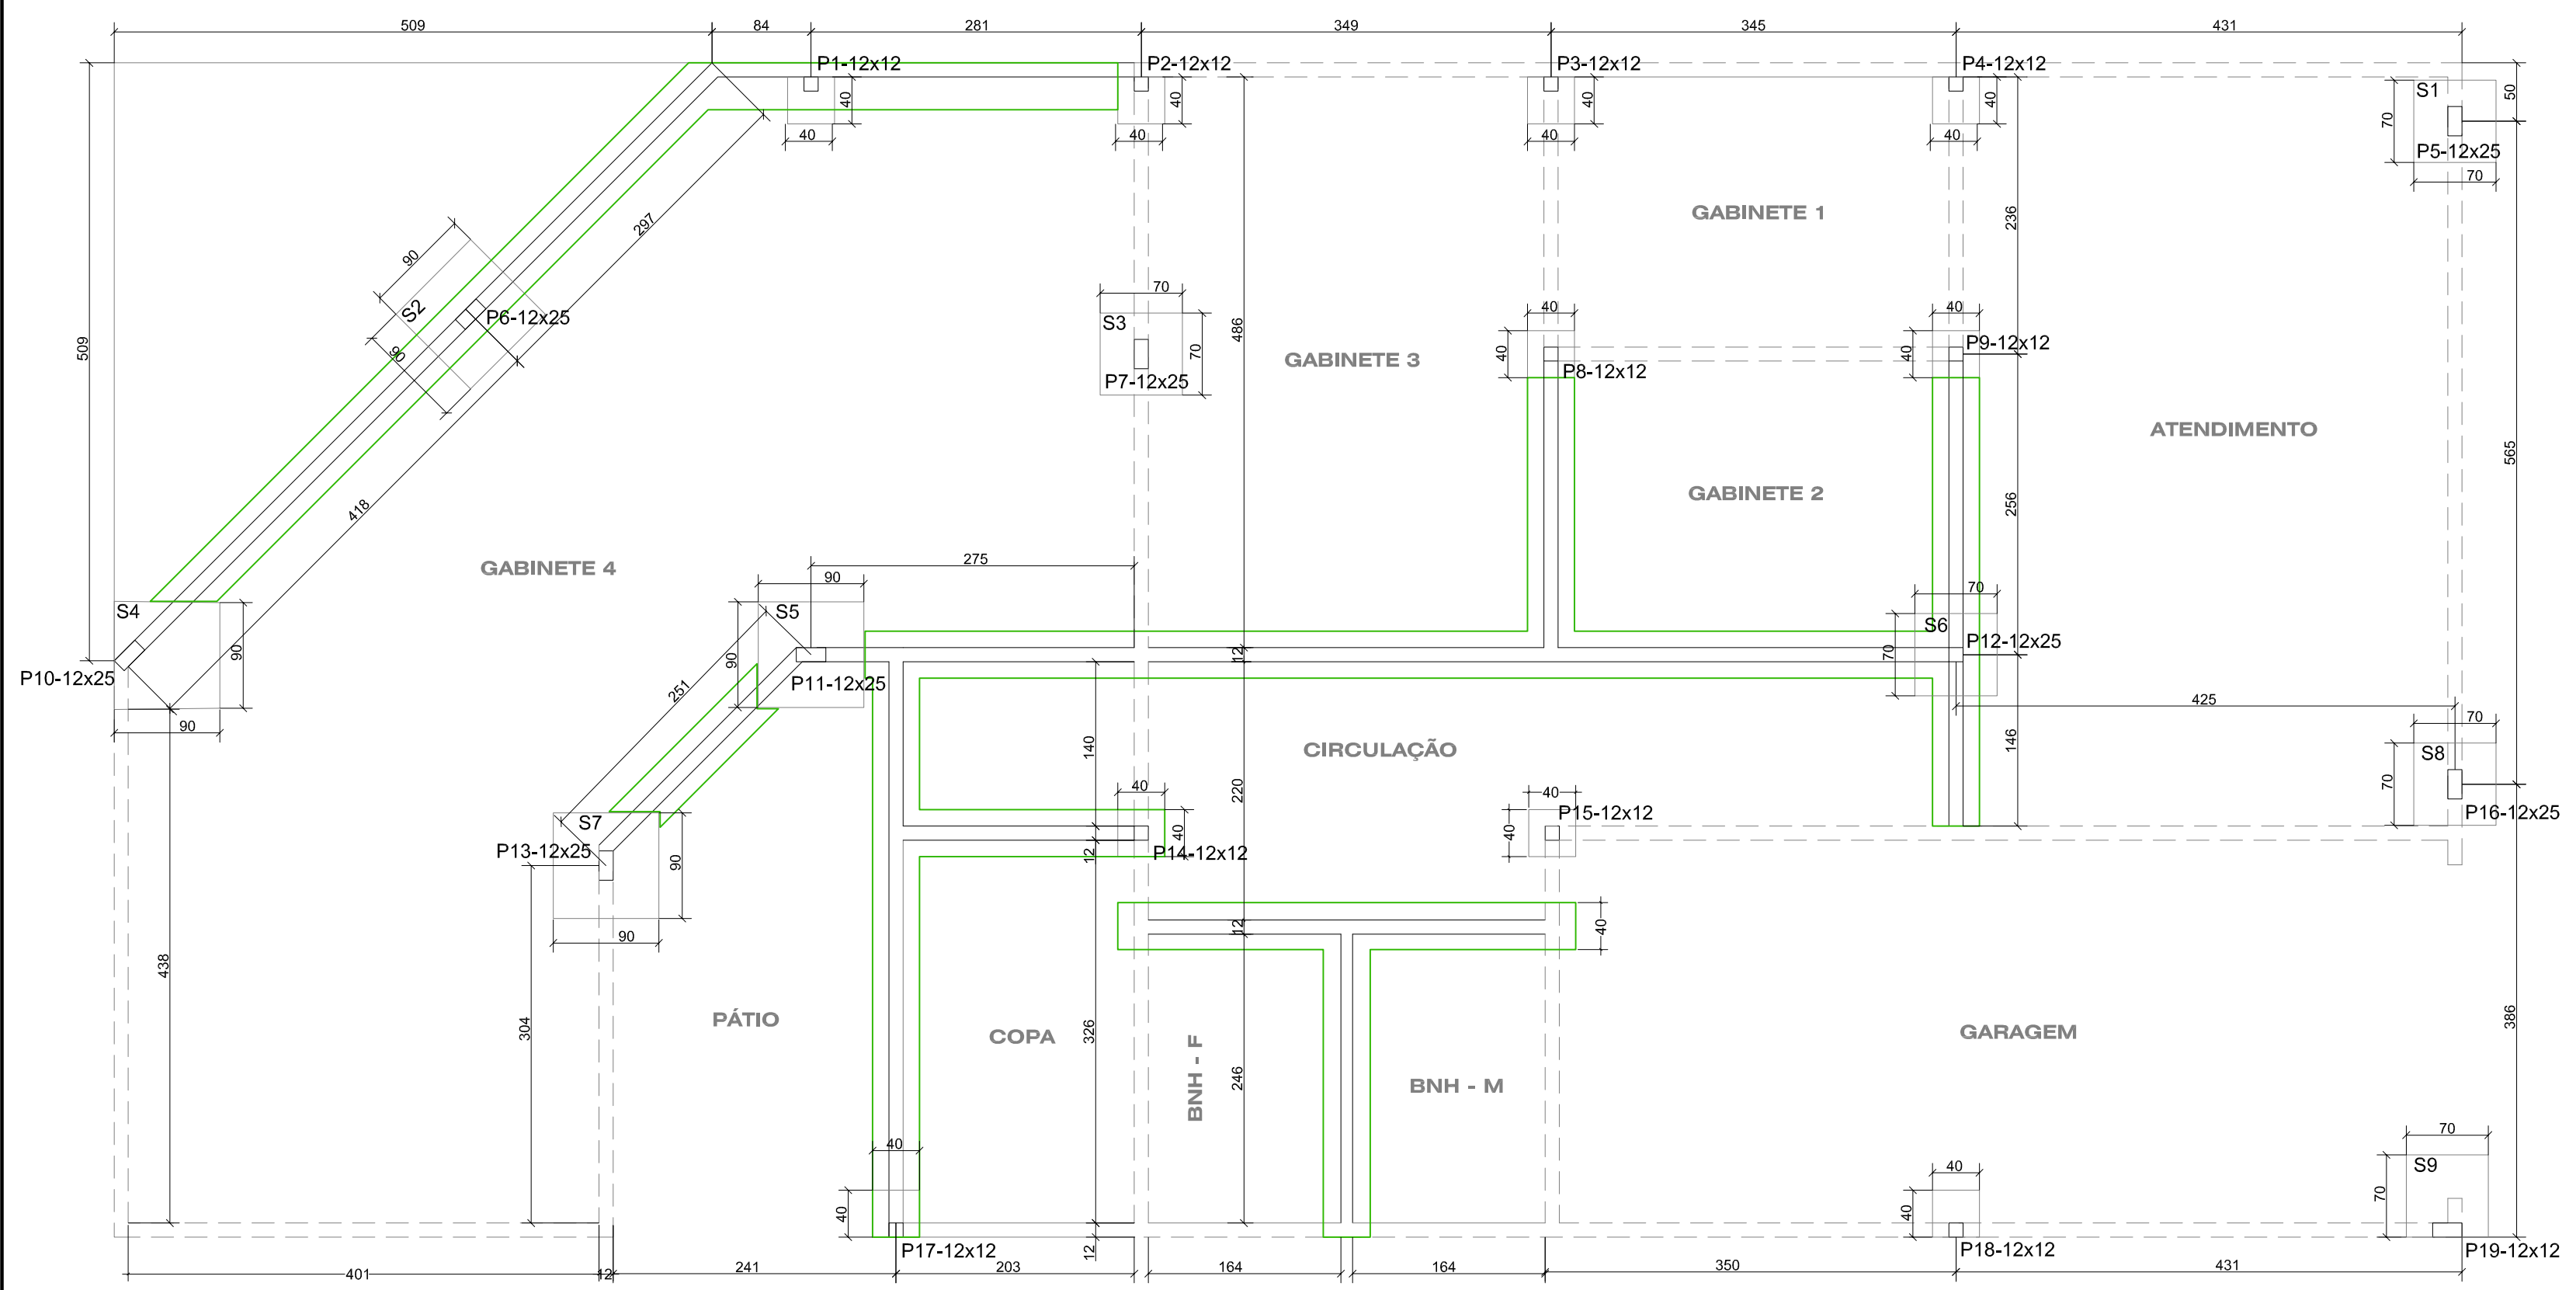 509
84
281
349
345
431
P1-12x12
P2-12x12
P3-12x12
P4-12x12
S1
50
40
40
40
40
70
40
40
40
40
P5-12x25
70
GABINETE 1
236
297
90
S2
P6-12x25
90
70
S3
70
P7-12x25
486
GABINETE 3
40
40
P8-12x12
40
40
P9-12x12
509
ATENDIMENTO
565
418
GABINETE 2
256
GABINETE 4
275
90
S5
90
P11-12x25
S4
90
P10-12x25
90
70
S6
70
P12-12x25
12
251
425
140
CIRCULAÇÃO
146
70
S8
70
P16-12x25
220
40
40
P14-12x12
12
40
40
P15-12x12
S7
P13-12x25
90
90
12
40
438
304
PÁTIO
COPA
326
BNH - F
246
BNH - M
GARAGEM
386
40
40
P17-12x12
12
40
40
P18-12x12
70
S9
70
P19-12x12
401
12
241
203
164
164
350
431